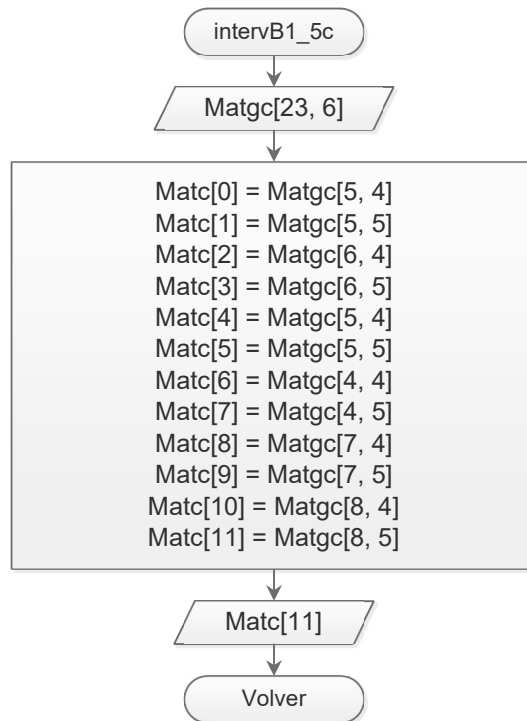 intervB1_5c
Matgc[23, 6]
Matc[0] = Matgc[5, 4]
Matc[1] = Matgc[5, 5]
Matc[2] = Matgc[6, 4]
Matc[3] = Matgc[6, 5]
Matc[4] = Matgc[5, 4]
Matc[5] = Matgc[5, 5]
Matc[6] = Matgc[4, 4]
Matc[7] = Matgc[4, 5]
Matc[8] = Matgc[7, 4]
Matc[9] = Matgc[7, 5]
Matc[10] = Matgc[8, 4]
Matc[11] = Matgc[8, 5]
Matc[11]
Volver